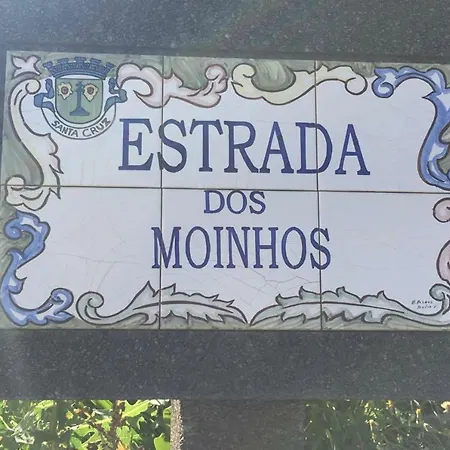 SANTA CRUZ
ESTRADA
DOS
MOINHOS